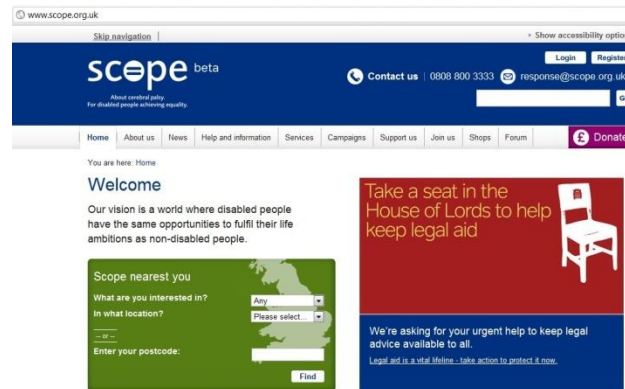 www.scope.org.uk
Skip navigation
Show accessibility optio
Login Register
scope beta
About cerebral palsy.
For disabled people achieving equality.
Contact us | 0808 800 3333 response@scope.org.uk
G
Home About us News Help and information Services Campaigns Support us Join us Shops Forum £ Donate
You are here: Home
Welcome
Our vision is a world where disabled people
have the same opportunities to fulfil their life
ambitions as non-disabled people.
Scope nearest you
What are you interested in? Any
In what location? Please select...
-- or --
Enter your postcode:
Find
Take a seat in the
House of Lords to help
keep legal aid
We're asking for your urgent help to keep legal
advice available to all.
Legal aid is a vital lifeline - take action to protect it now.